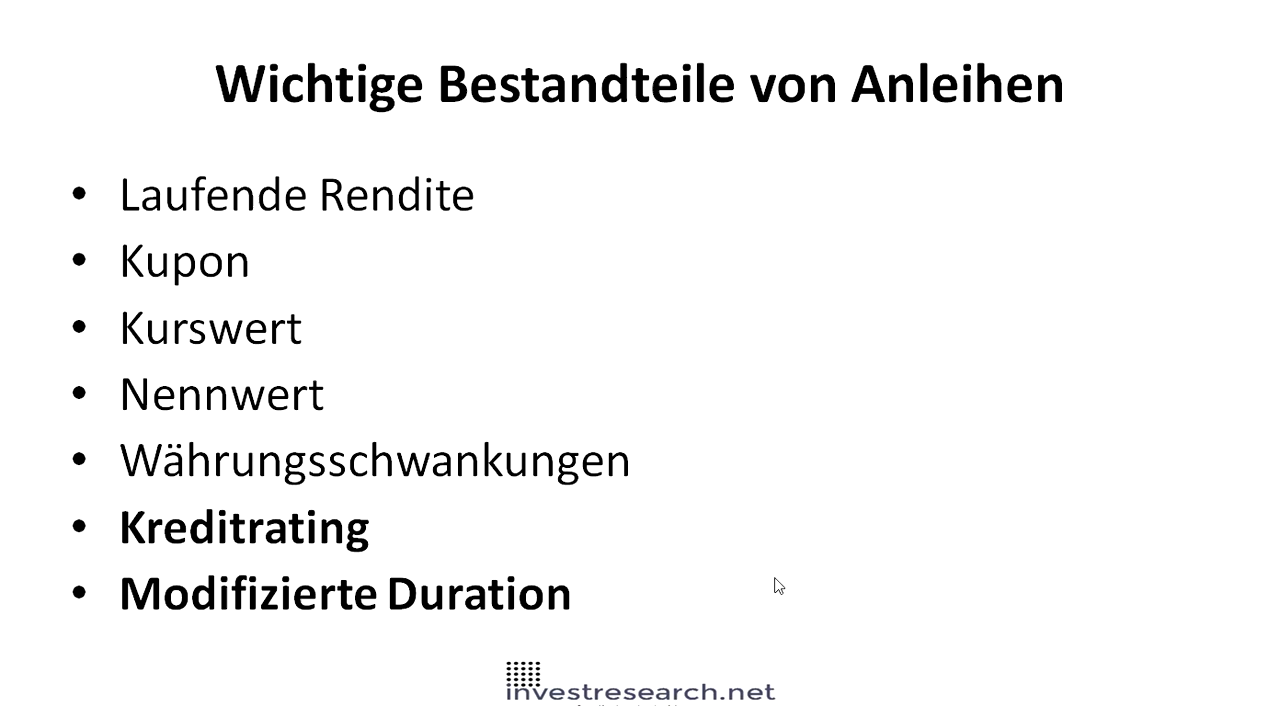 Wichtige Bestandteile von Anleihen
• Laufende Rendite
• Kupon
• Kurswert
• Nennwert
• Währungsschwankungen
• Kreditrating
• Modifizierte Duration
investresearch.net